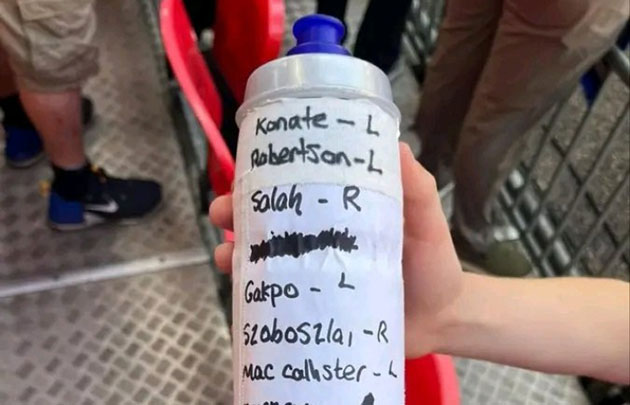 Konate - L
Robertson - L
Salah - R
Gakpo - L
Szoboszlai - R
Mac callister - L